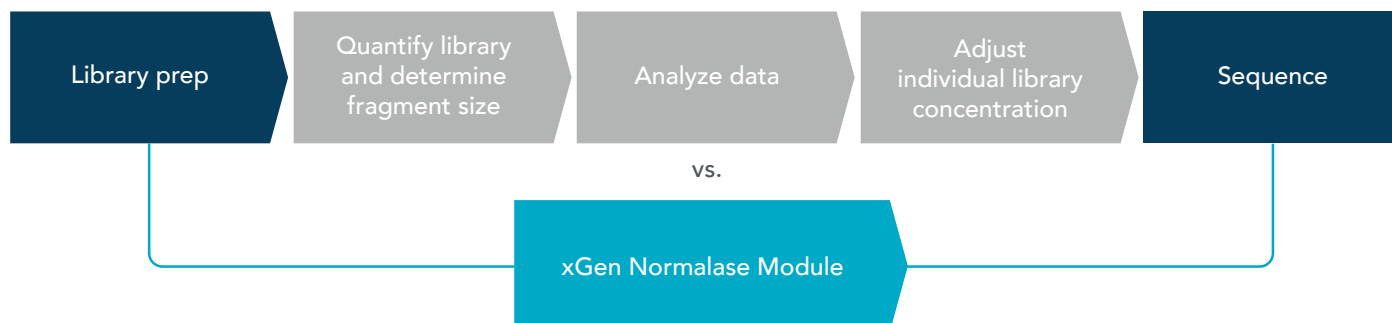 Library prep
Quantify library
and determine
fragment size
Analyze data
Adjust
individual library
concentration
Sequence
vs.
xGen Normalase Module